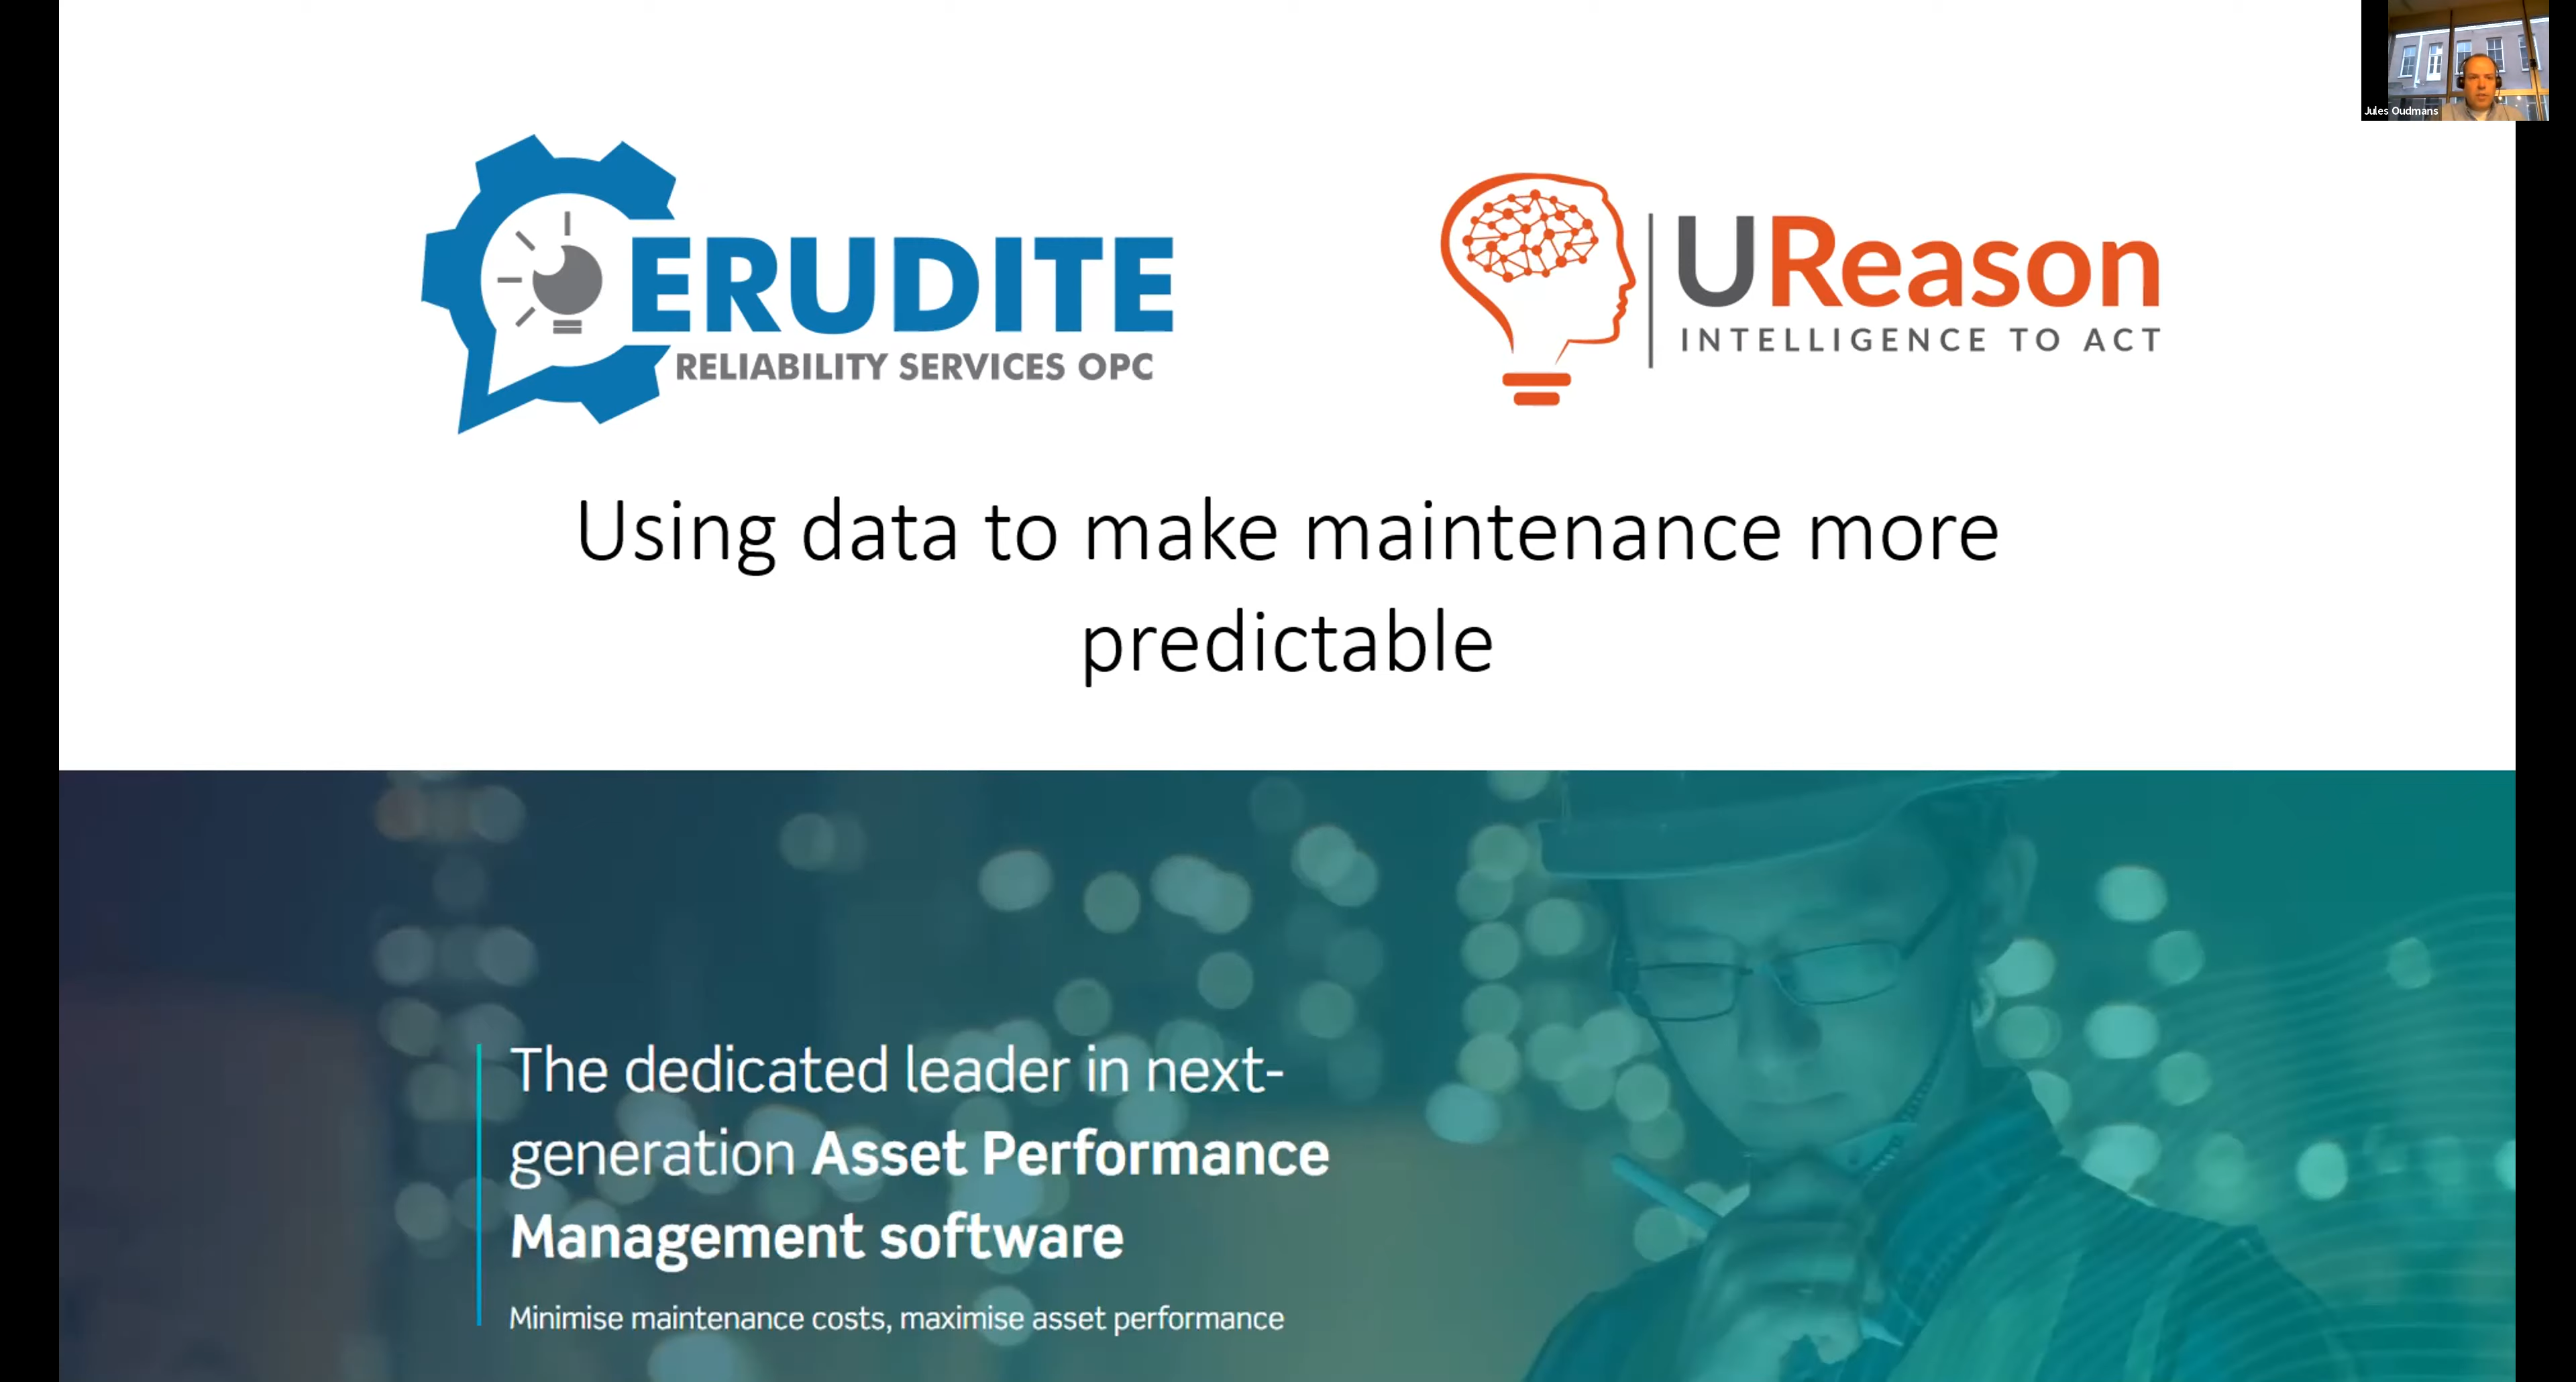 Jules Oudmans
ERUDITE
RELIABILITY SERVICES OPC
UReason
INTELLIGENCE TO ACT
Using data to make maintenance more
predictable
The dedicated leader in next-
generation Asset Performance
Management software
Minimise maintenance costs, maximise asset performance